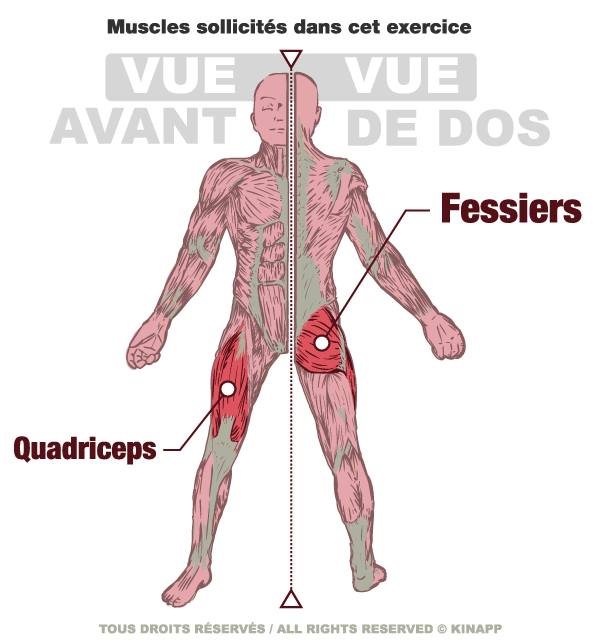 Muscles sollicités dans cet exercice
VUE
AVANT
VUE
DE DOS
Fessiers
Quadriceps
TOUS DROITS RÉSERVÉS / ALL RIGHTS RESERVED © KINAPP